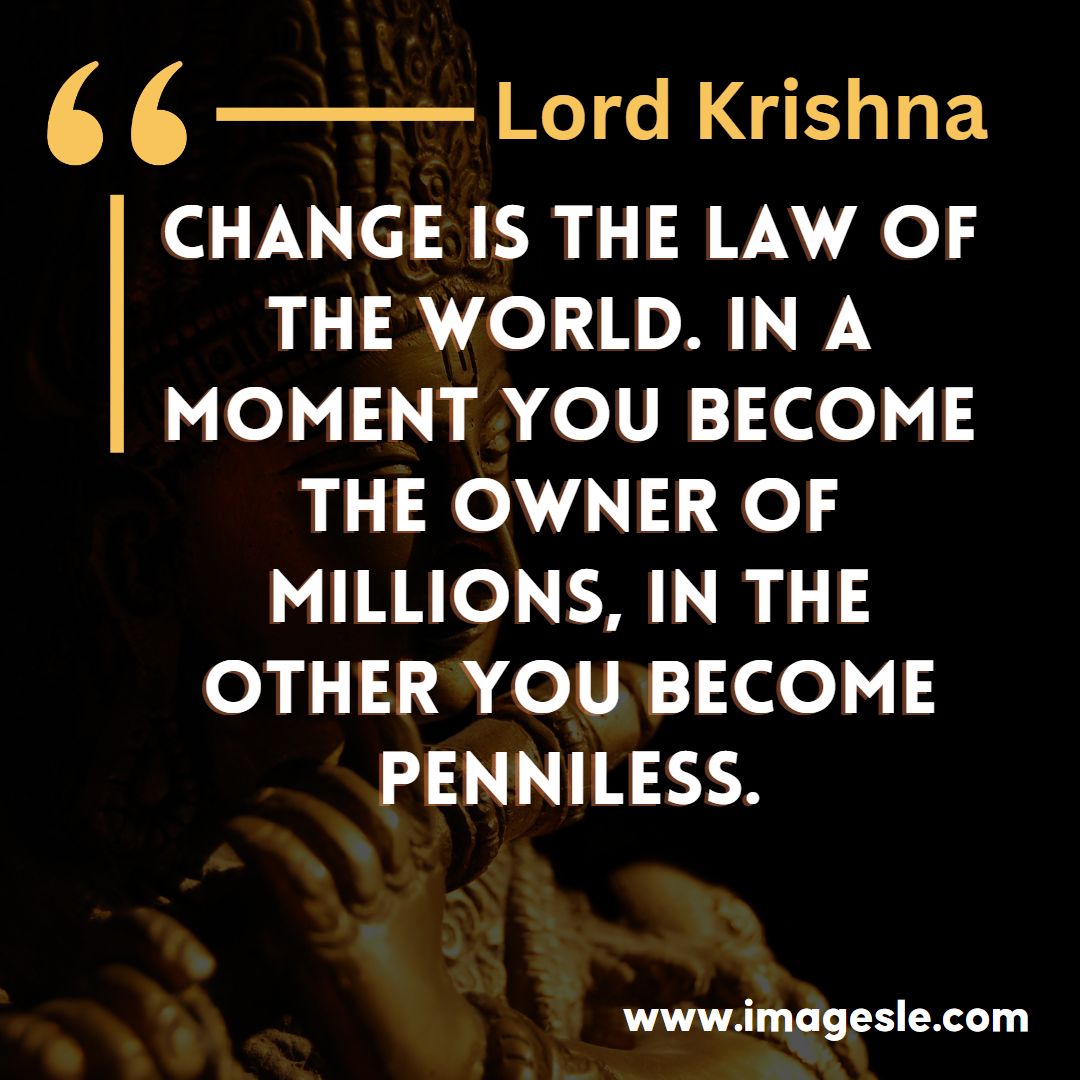 Lord Krishna
CHANGE IS THE LAW OF
THE WORLD. IN A
MOMENT YOU BECOME
THE OWNER OF
MILLIONS, IN THE
OTHER YOU BECOME
PENNILESS.
www.imagesle.com